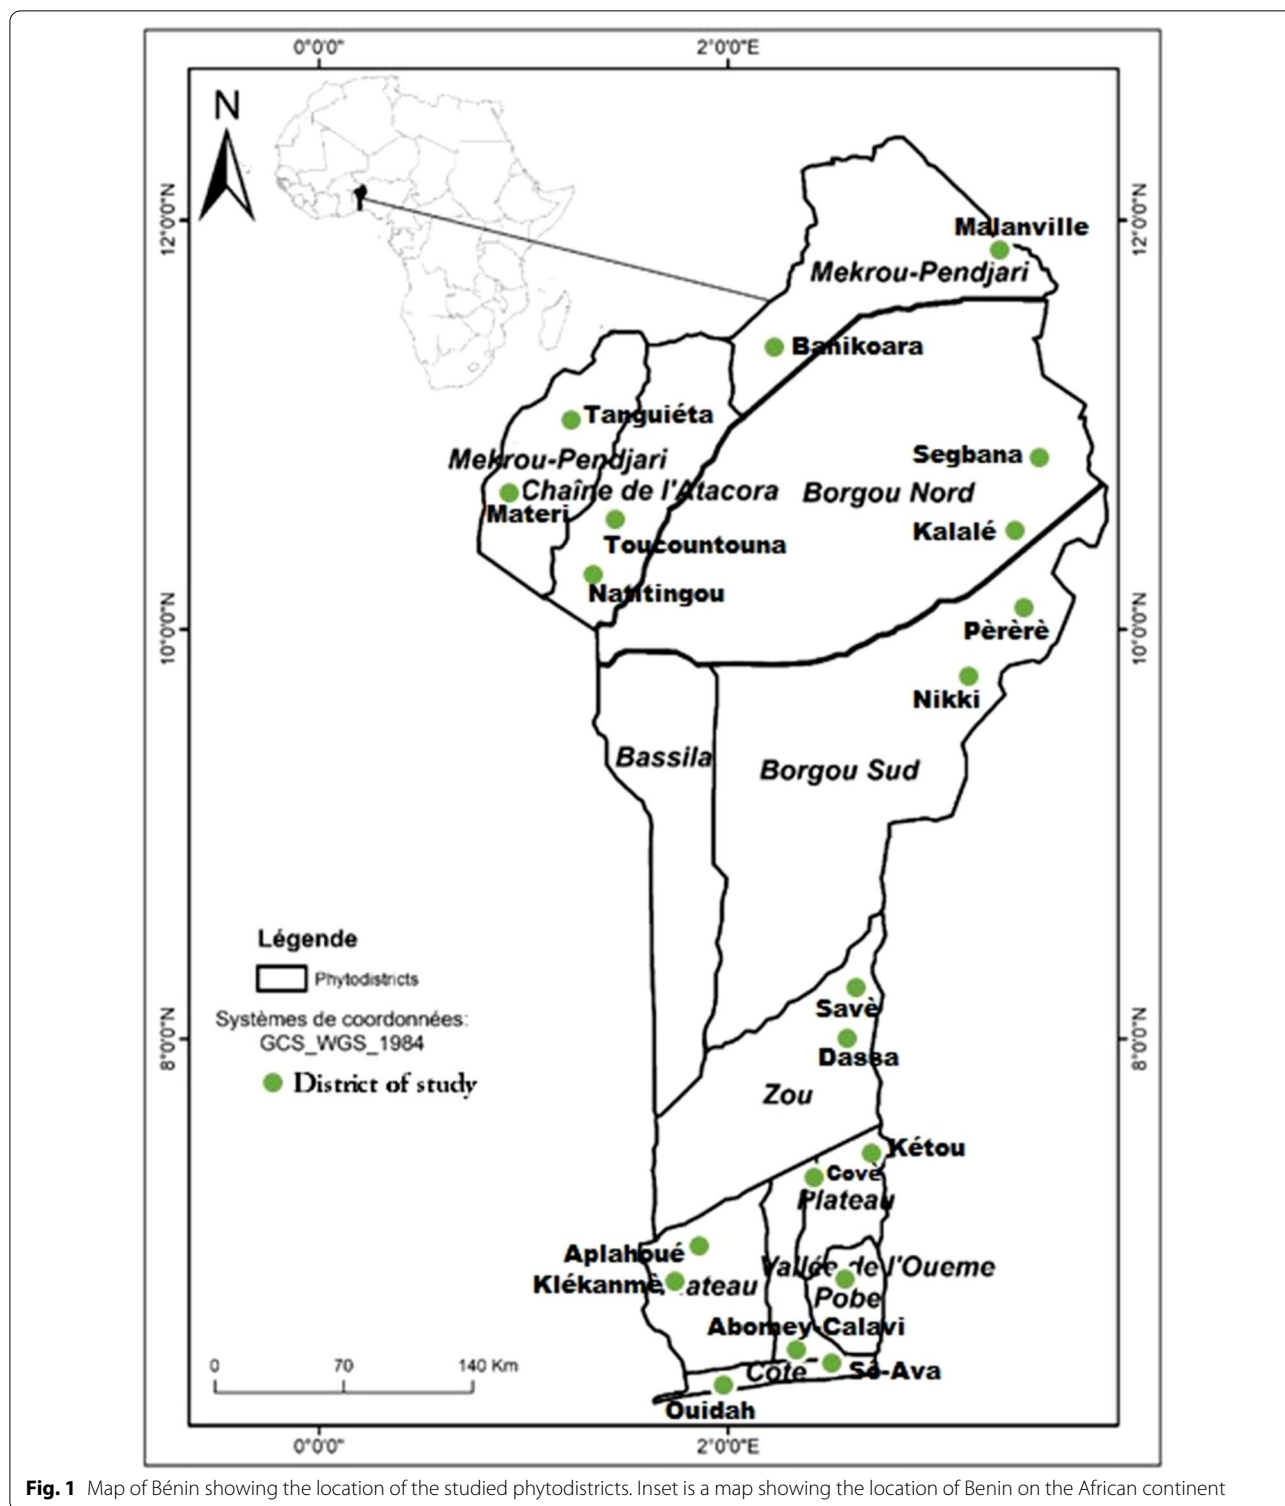 0°0'0"
2°0'0"E
N
12°0'0"N
12°0'0"N
Malanville
Mekrou-Pendjari
Banikoara
Tanguiéta
Mekrou-Pendjari
Segbana
Chaîne de l'Atacora
Borgou Nord
Materi
Kalalé
Toucountouna
Natitingou
10°0'0"N
10°0'0"N
Pèrèrè
Nikki
Bassila
Borgou Sud
Légende
Phytodistricts
Systèmes de coordonnées:
GCS_WGS_1984
District of study
8°0'0"N
8°0'0"N
Savè
Dassa
Zou
Kétou
Covè
Plateau
Aplahoué
Vallée de l'Oueme
Klékanmè
ateau
Pobe
Abomey-Calavi
0 70 140 Km
Côte
Sô-Ava
Ouidah
0°0'0"
2°0'0"E
Fig. 1 Map of Bénin showing the location of the studied phytodistricts. Inset is a map showing the location of Benin on the African continent